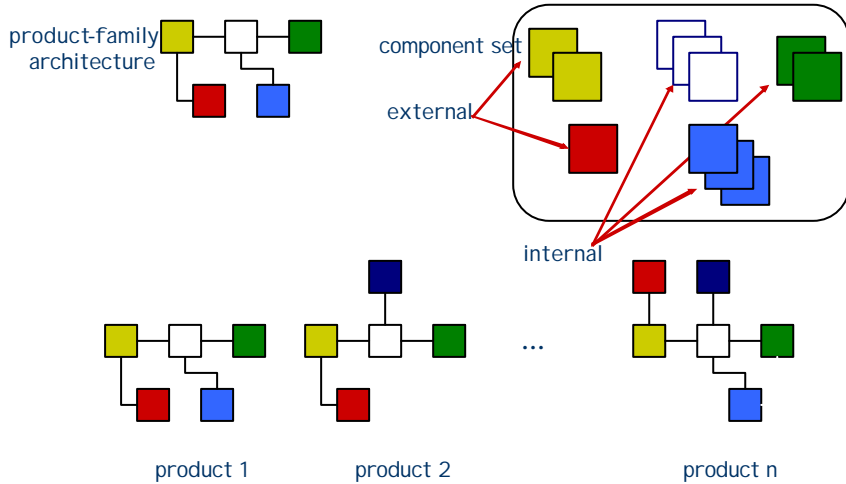 product-family
architecture
component set
external
internal
...
product 1
product 2
product n